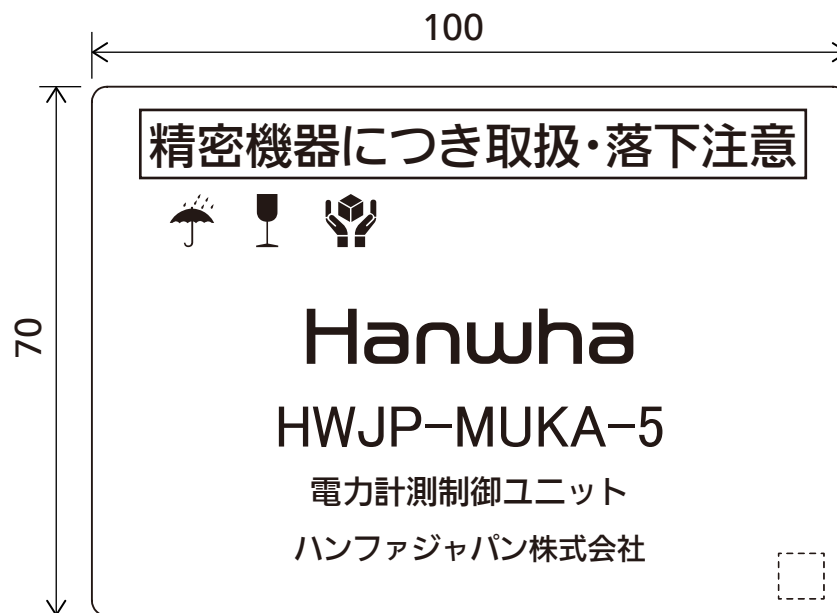 100
精密機器につき取扱・落下注意
70
Hanwha
HWJP-MUKA-5
電力計測制御ユニット
ハンファジャパン株式会社